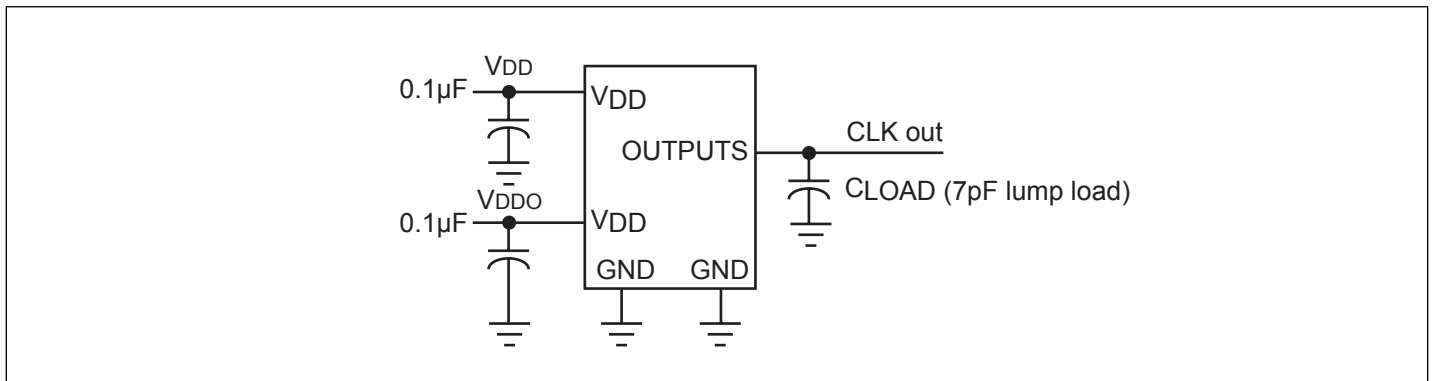 VDD
0.1µF
VDD
OUTPUTS
CLK out
CLOAD (7pF lump load)
VDDO
0.1µF
VDD
GND GND